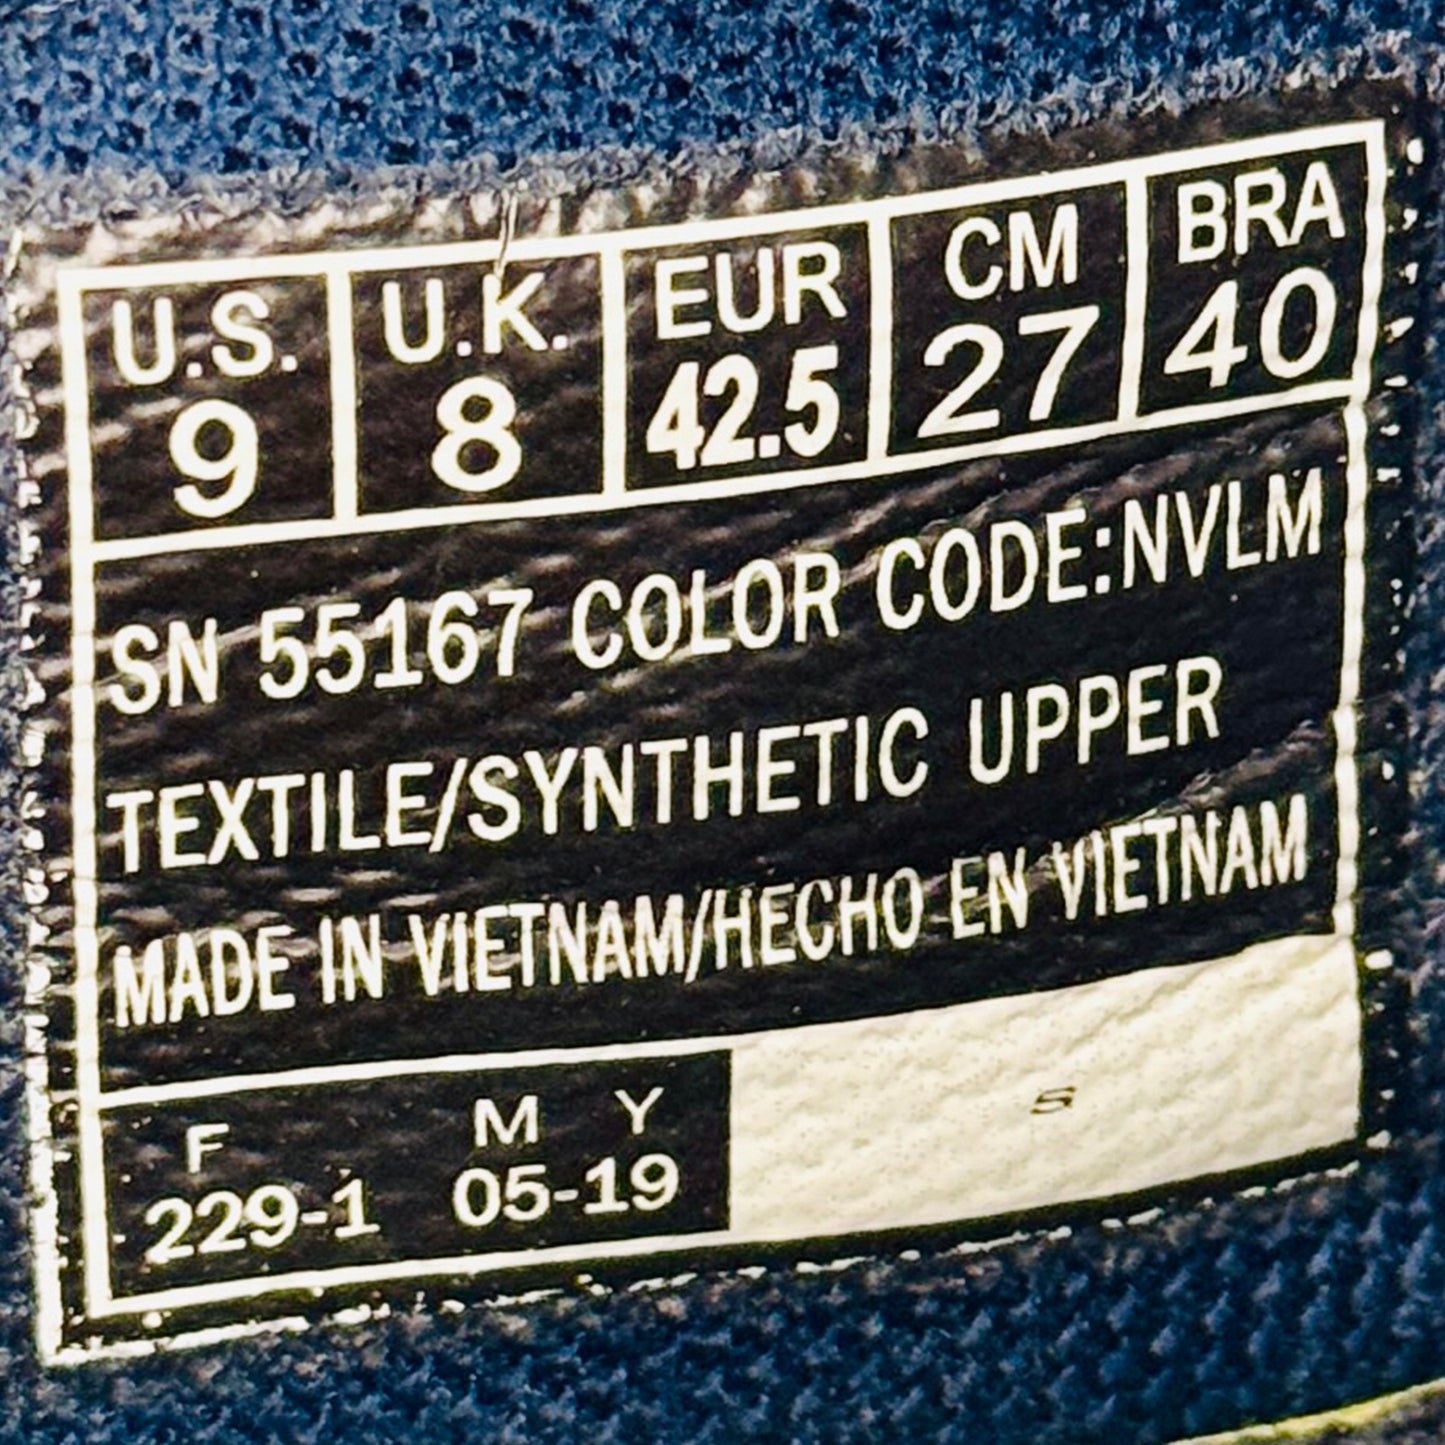 U.S. U.K. EUR CM BRA
9 8 42.5 27 40
SN 55167 COLOR CODE:NVLM
TEXTILE/SYNTHETIC UPPER
MADE IN VIETNAM/HECHO EN VIETNAM
F M Y
229-1 05-19
S